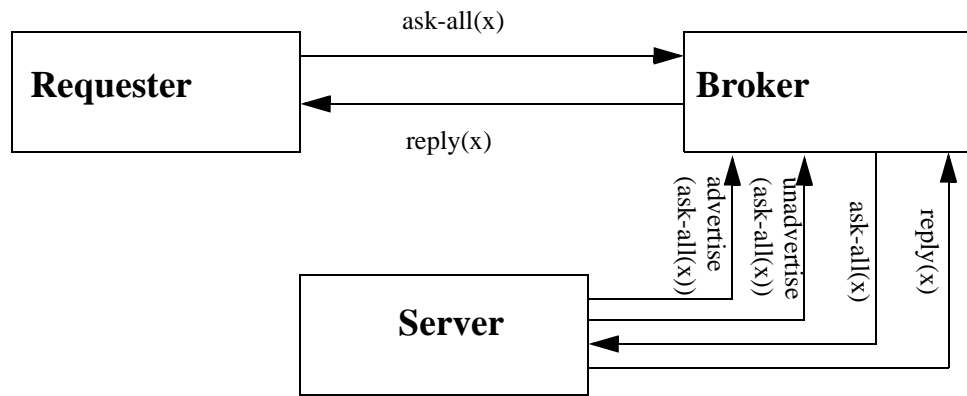 ask-all(x)
Requester
Broker
reply(x)
advertise
(ask-all(x))
unadvertise
(ask-all(x))
ask-all(x)
reply(x)
Server